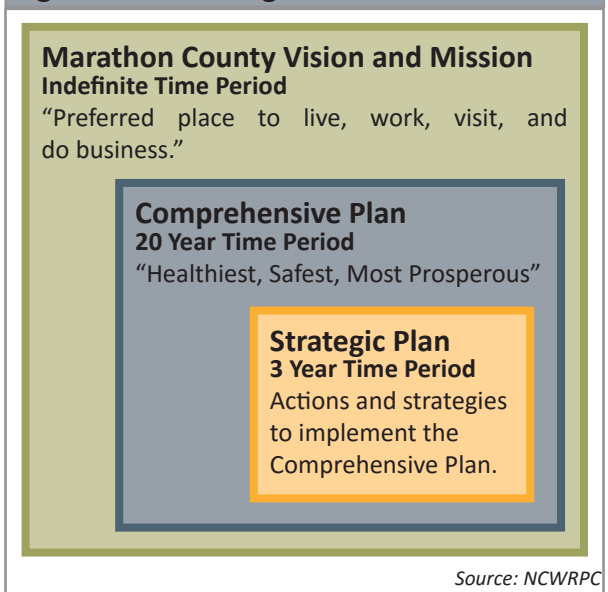 Marathon County Vision and Mission
Indefinite Time Period
“Preferred place to live, work, visit, and
do business.”
Comprehensive Plan
20 Year Time Period
“Healthiest, Safest, Most Prosperous”
Strategic Plan
3 Year Time Period
Actions and strategies
to implement the
Comprehensive Plan.
Source: NCWRPC